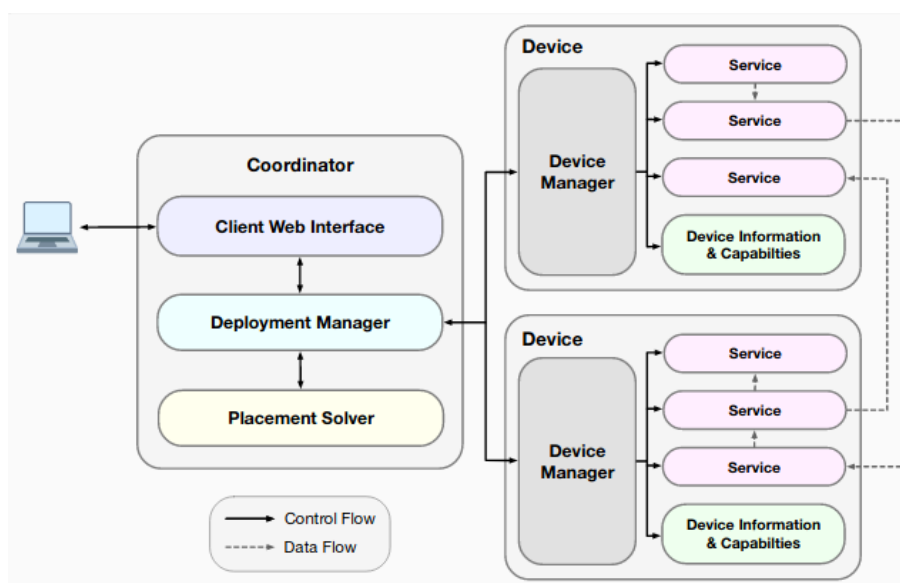 Coordinator
Client Web Interface
Deployment Manager
Placement Solver
Control Flow
Data Flow
Device
Device
Manager
Service
Service
Service
Device Information
& Capabilties
Device
Device
Manager
Service
Service
Service
Device Information
& Capabilties